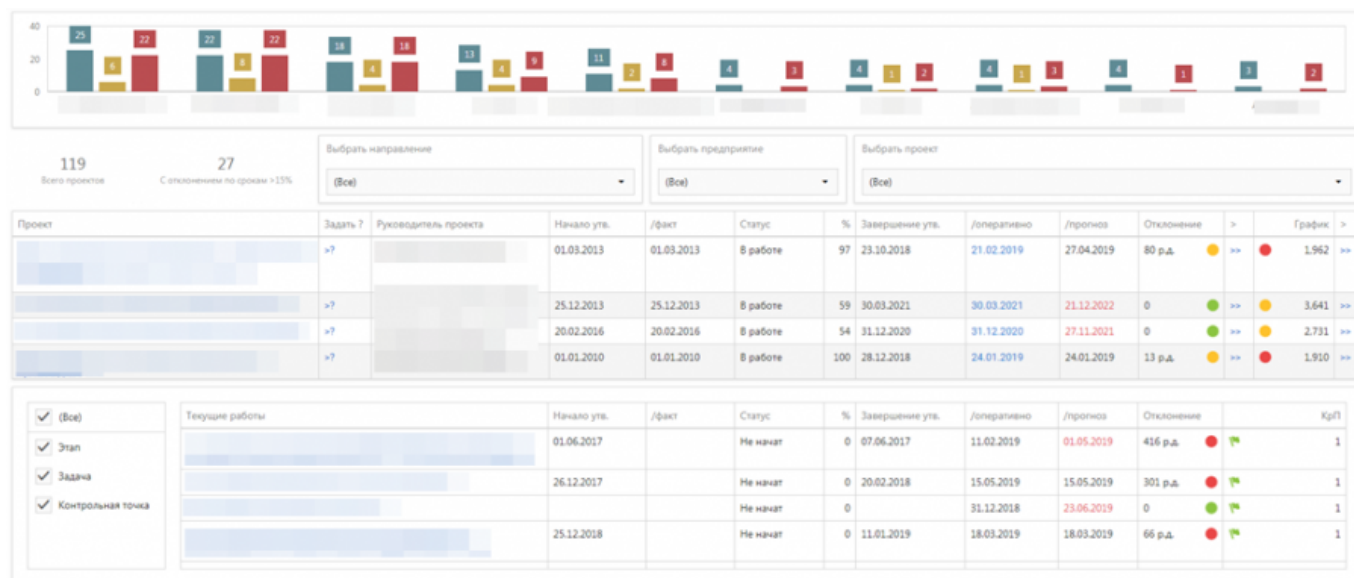 40
20
0
25 6 22 22 8 22 18 4 18 13 4 9 11 2 8 4 3 4 1 2 4 1 3 4 1 3 2
119
Всего проектов
27
С отклонением по срокам >15%
Выбрать направление
(Все)
Выбрать предприятие
(Все)
Выбрать проект
(Все)
Проект Задать ? Руководитель проекта Начало утв. /факт Статус % Завершение утв. /оперативно /прогноз Отклонение > График >
>? 01.03.2013 01.03.2013 В работе 97 23.10.2018 21.02.2019 27.04.2019 80 р.д. >> 1,962 >>
>? 25.12.2013 25.12.2013 В работе 59 30.03.2021 30.03.2021 21.12.2022 0 >> 3,641 >>
>? 20.02.2016 20.02.2016 В работе 54 31.12.2020 31.12.2020 27.11.2021 0 >> 2,731 >>
>? 01.01.2010 01.01.2010 В работе 100 28.12.2018 24.01.2019 24.01.2019 13 р.д. >> 1,910 >>
(Все)
Этап
Задача
Контрольная точка
Текущие работы Начало утв. /факт Статус % Завершение утв. /оперативно /прогноз Отклонение КрП
01.06.2017 Не начат 0 07.06.2017 11.02.2019 01.05.2019 416 р.д. 1
26.12.2017 Не начат 0 20.02.2018 15.05.2019 15.05.2019 301 р.д. 1
Не начат 0 31.12.2018 23.06.2019 0 1
25.12.2018 Не начат 0 11.01.2019 18.03.2019 18.03.2019 66 р.д. 1